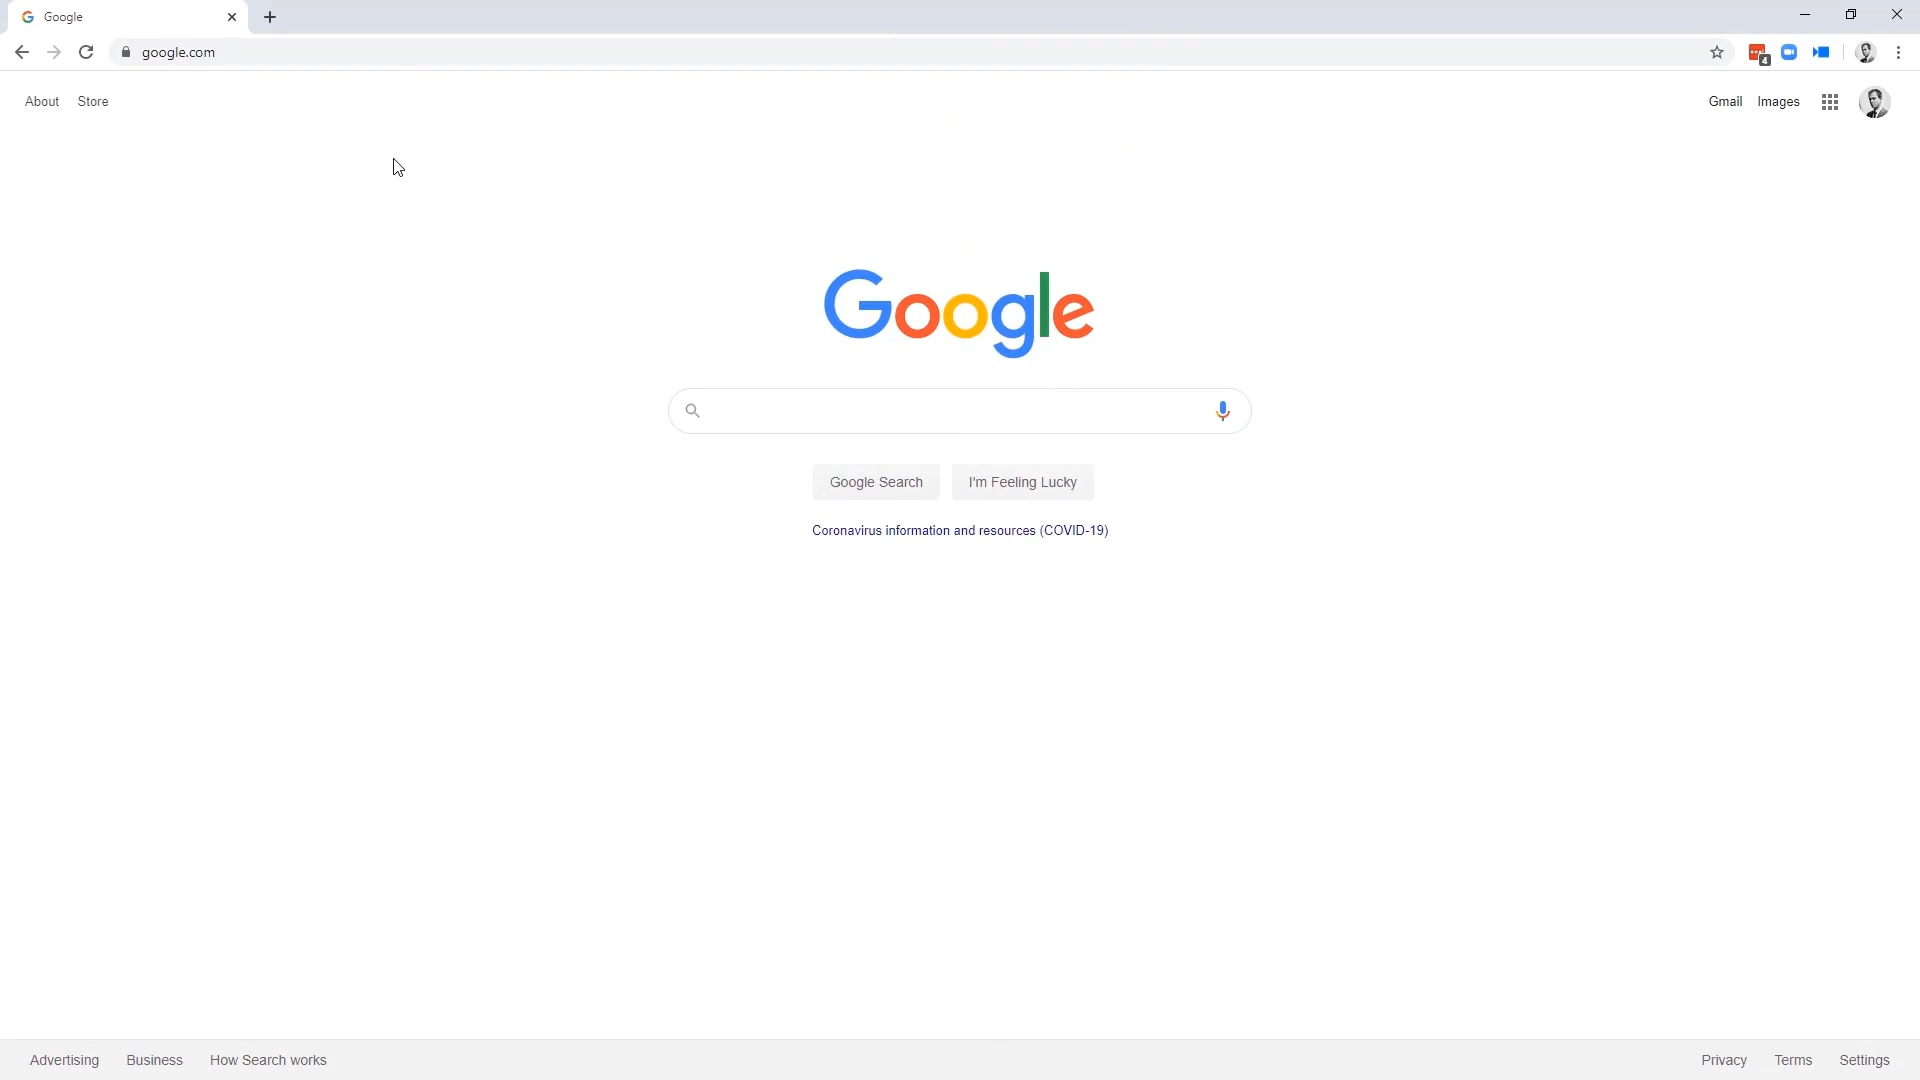 Google
google.com
4
About Store Gmail Images
Google
Google Search I'm Feeling Lucky
Coronavirus information and resources (COVID-19)
Advertising Business How Search works Privacy Terms Settings